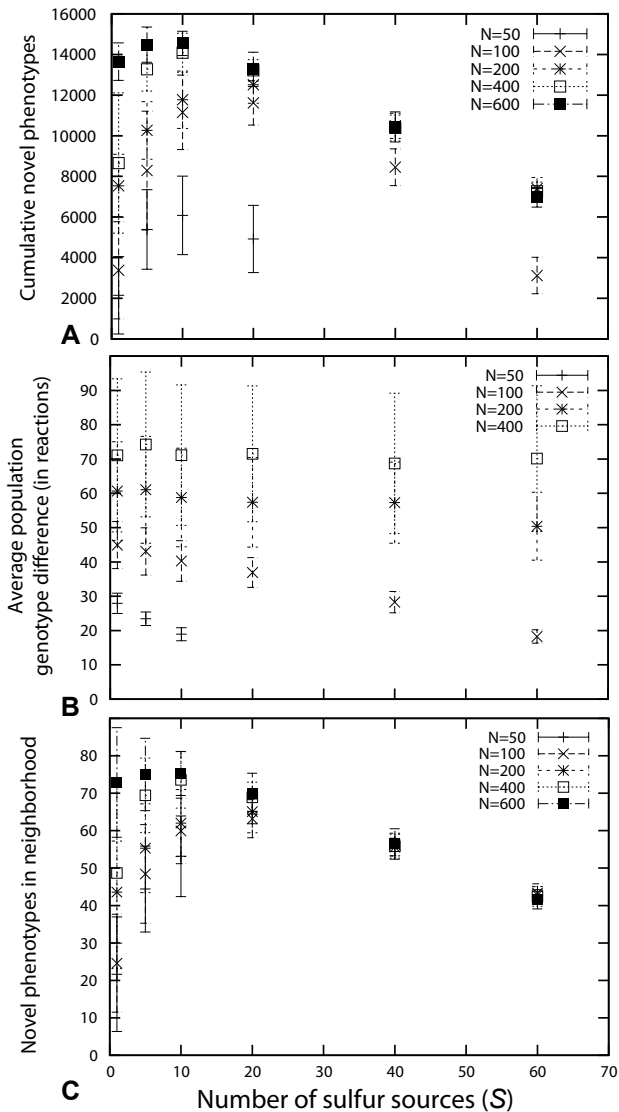 16000
14000
12000
10000
8000
6000
4000
2000
0
Cumulative novel phenotypes
N=50
N=100
N=200
N=400
N=600
A
90
80
70
60
50
40
30
20
10
0
Average population
genotype difference (in reactions)
N=50
N=100
N=200
N=400
B
90
80
70
60
50
40
30
20
10
0
Novel phenotypes in neighborhood
N=50
N=100
N=200
N=400
N=600
C
0 10 20 30 40 50 60 70
Number of sulfur sources (S)